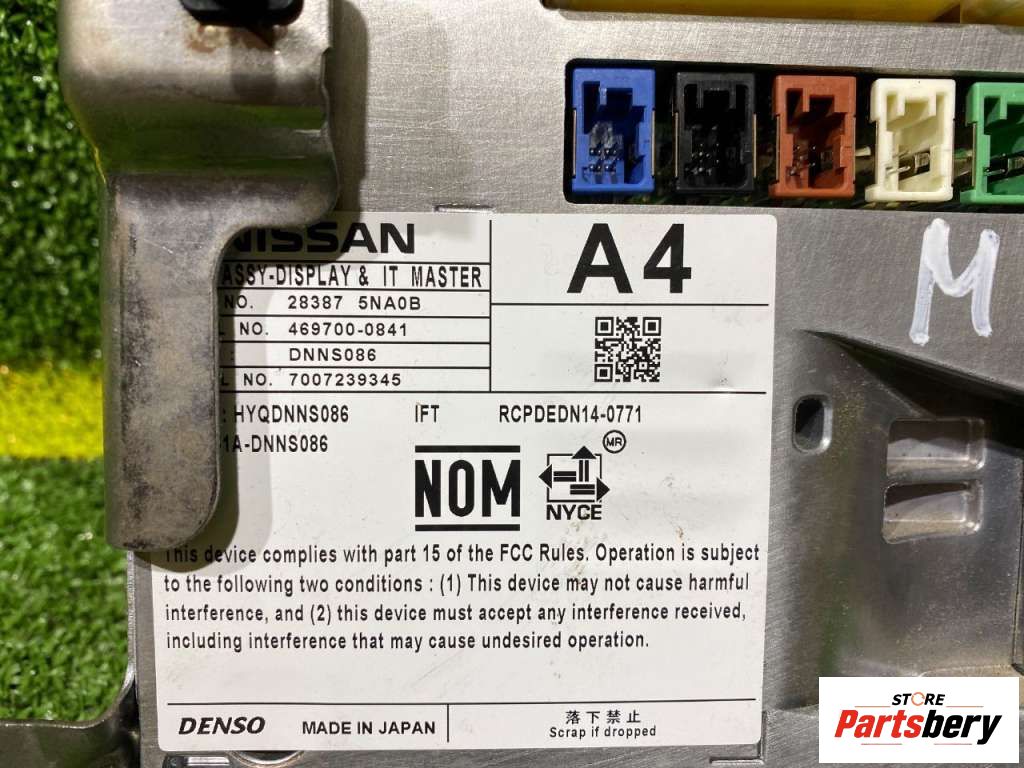 NISSAN
ASSY-DISPLAY & IT MASTER
NO. 28387 5NA0B
NO. 469700-0841
: DNNS086
NO. 7007239345
A4
: HYQDNNS086 IFT RCPDEDN14-0771
1A-DNNS086
NOM
NYCE
MR
This device complies with part 15 of the FCC Rules. Operation is subject
to the following two conditions : (1) This device may not cause harmful
interference, and (2) this device must accept any interference received,
including interference that may cause undesired operation.
DENSO MADE IN JAPAN
落下禁止
Scrap if dropped
M
STORE
Partsbery